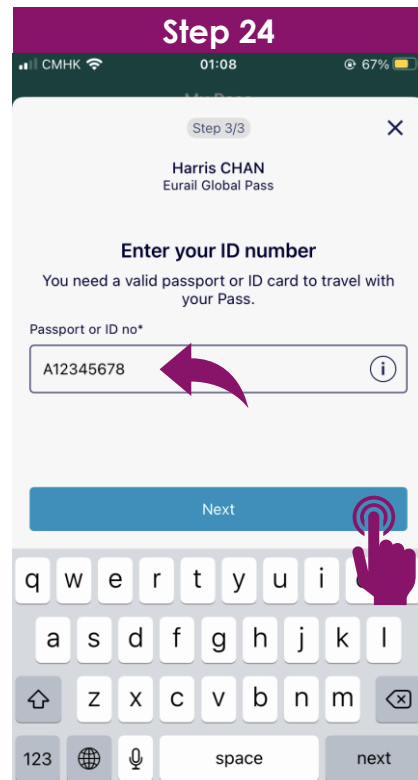 Step 24
CMHK 01:08 67%
Step 3/3
Harris CHAN
Eurail Global Pass
Enter your ID number
You need a valid passport or ID card to travel with
your Pass.
Passport or ID no*
A12345678
i
Next
q w e r t y u i
a s d f g h j k l
z x c v b n m
123 space next